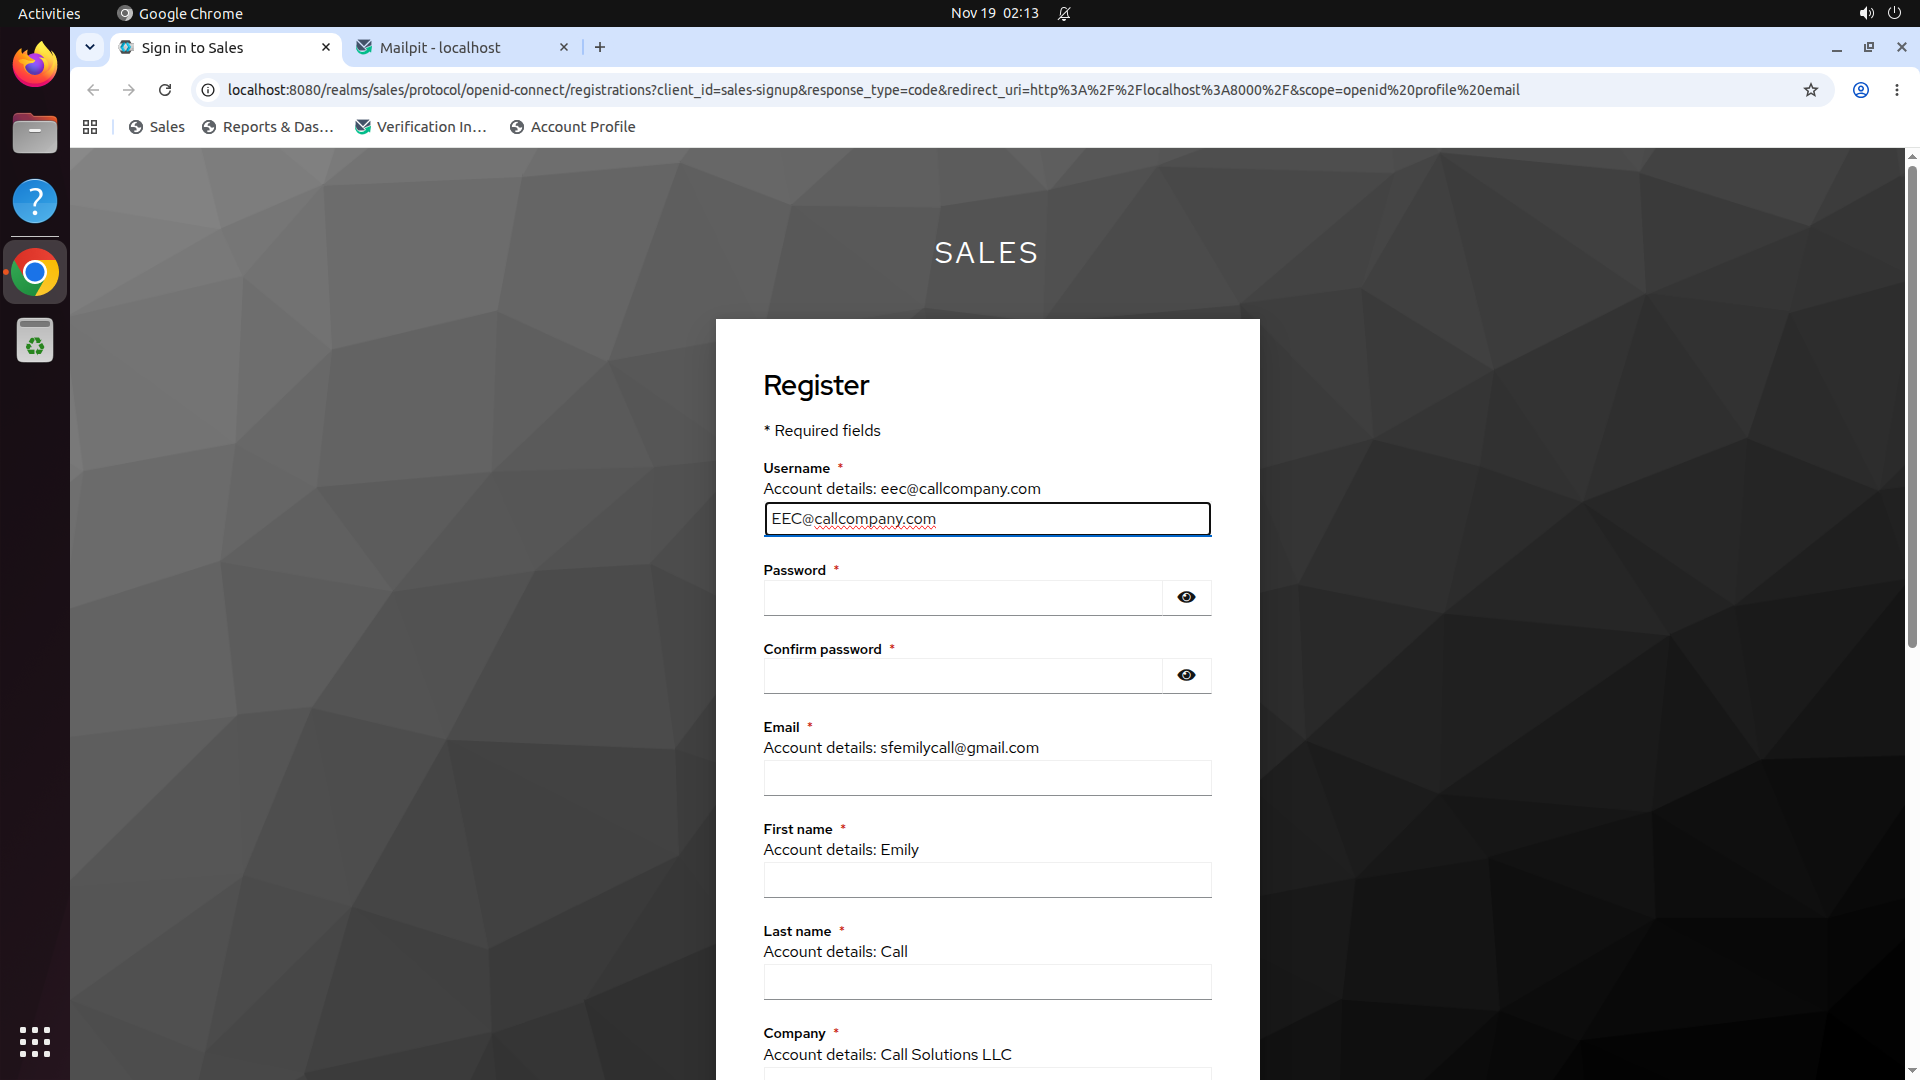 Activities
Google Chrome
Nov 19 02:13
Sign in to Sales
Mailpit - localhost
localhost:8080/realms/sales/protocol/openid-connect/registrations?client_id=sales-signup&response_type=code&redirect_uri=http%3A%2F%2Flocalhost%3A8000%2F&scope=openid%20profile%20email
Sales
Reports & Das...
Verification In...
Account Profile
SALES
Register
* Required fields
Username *
Account details: eec@callcompany.com
EEC@callcompany.com
Password *
Confirm password *
Email *
Account details: sfemilycall@gmail.com
First name *
Account details: Emily
Last name *
Account details: Call
Company *
Account details: Call Solutions LLC